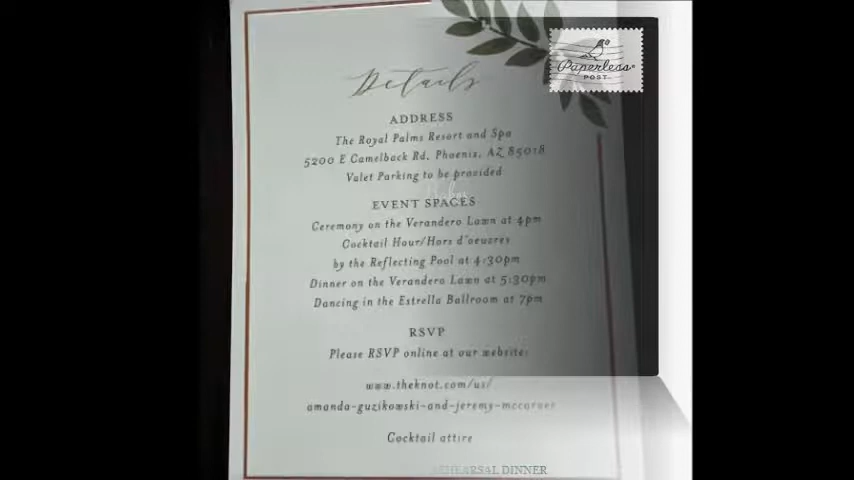 Paperless
POST
Details
ADDRESS
The Royal Palms Resort and Spa
5200 E Camelback Rd, Phoenix, AZ 85018
Valet Parking to be provided
EVENT SPACES
Ceremony on the Verandero Lawn at 4pm
Cocktail Hour/Hors d'oeuvres
by the Reflecting Pool at 4:30pm
Dinner on the Verandero Lawn at 5:30pm
Dancing in the Estrella Ballroom at 7pm
RSVP
Please RSVP online at our website:
www.theknot.com/us/
amanda-guzikowski-and-jeremy-mccarver
Cocktail attire
REHEARSAL DINNER